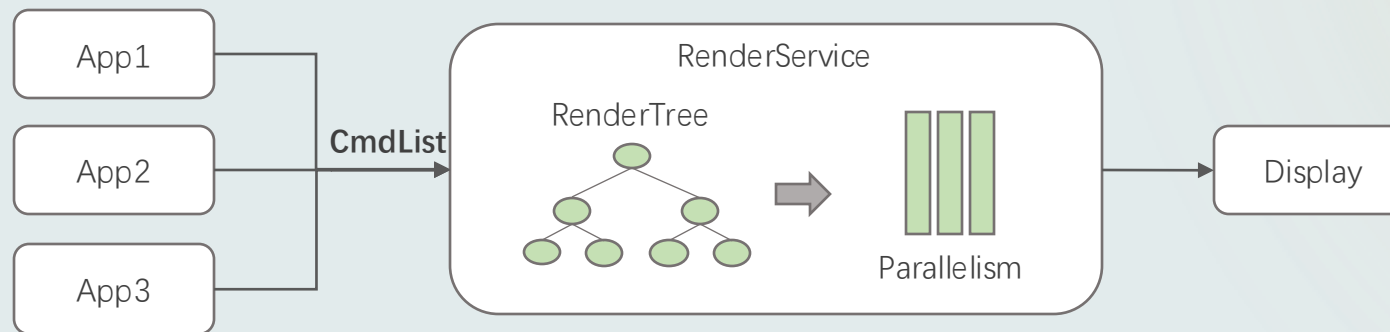 App1
App2
App3
CmdList
RenderService
RenderTree
Parallelism
Display